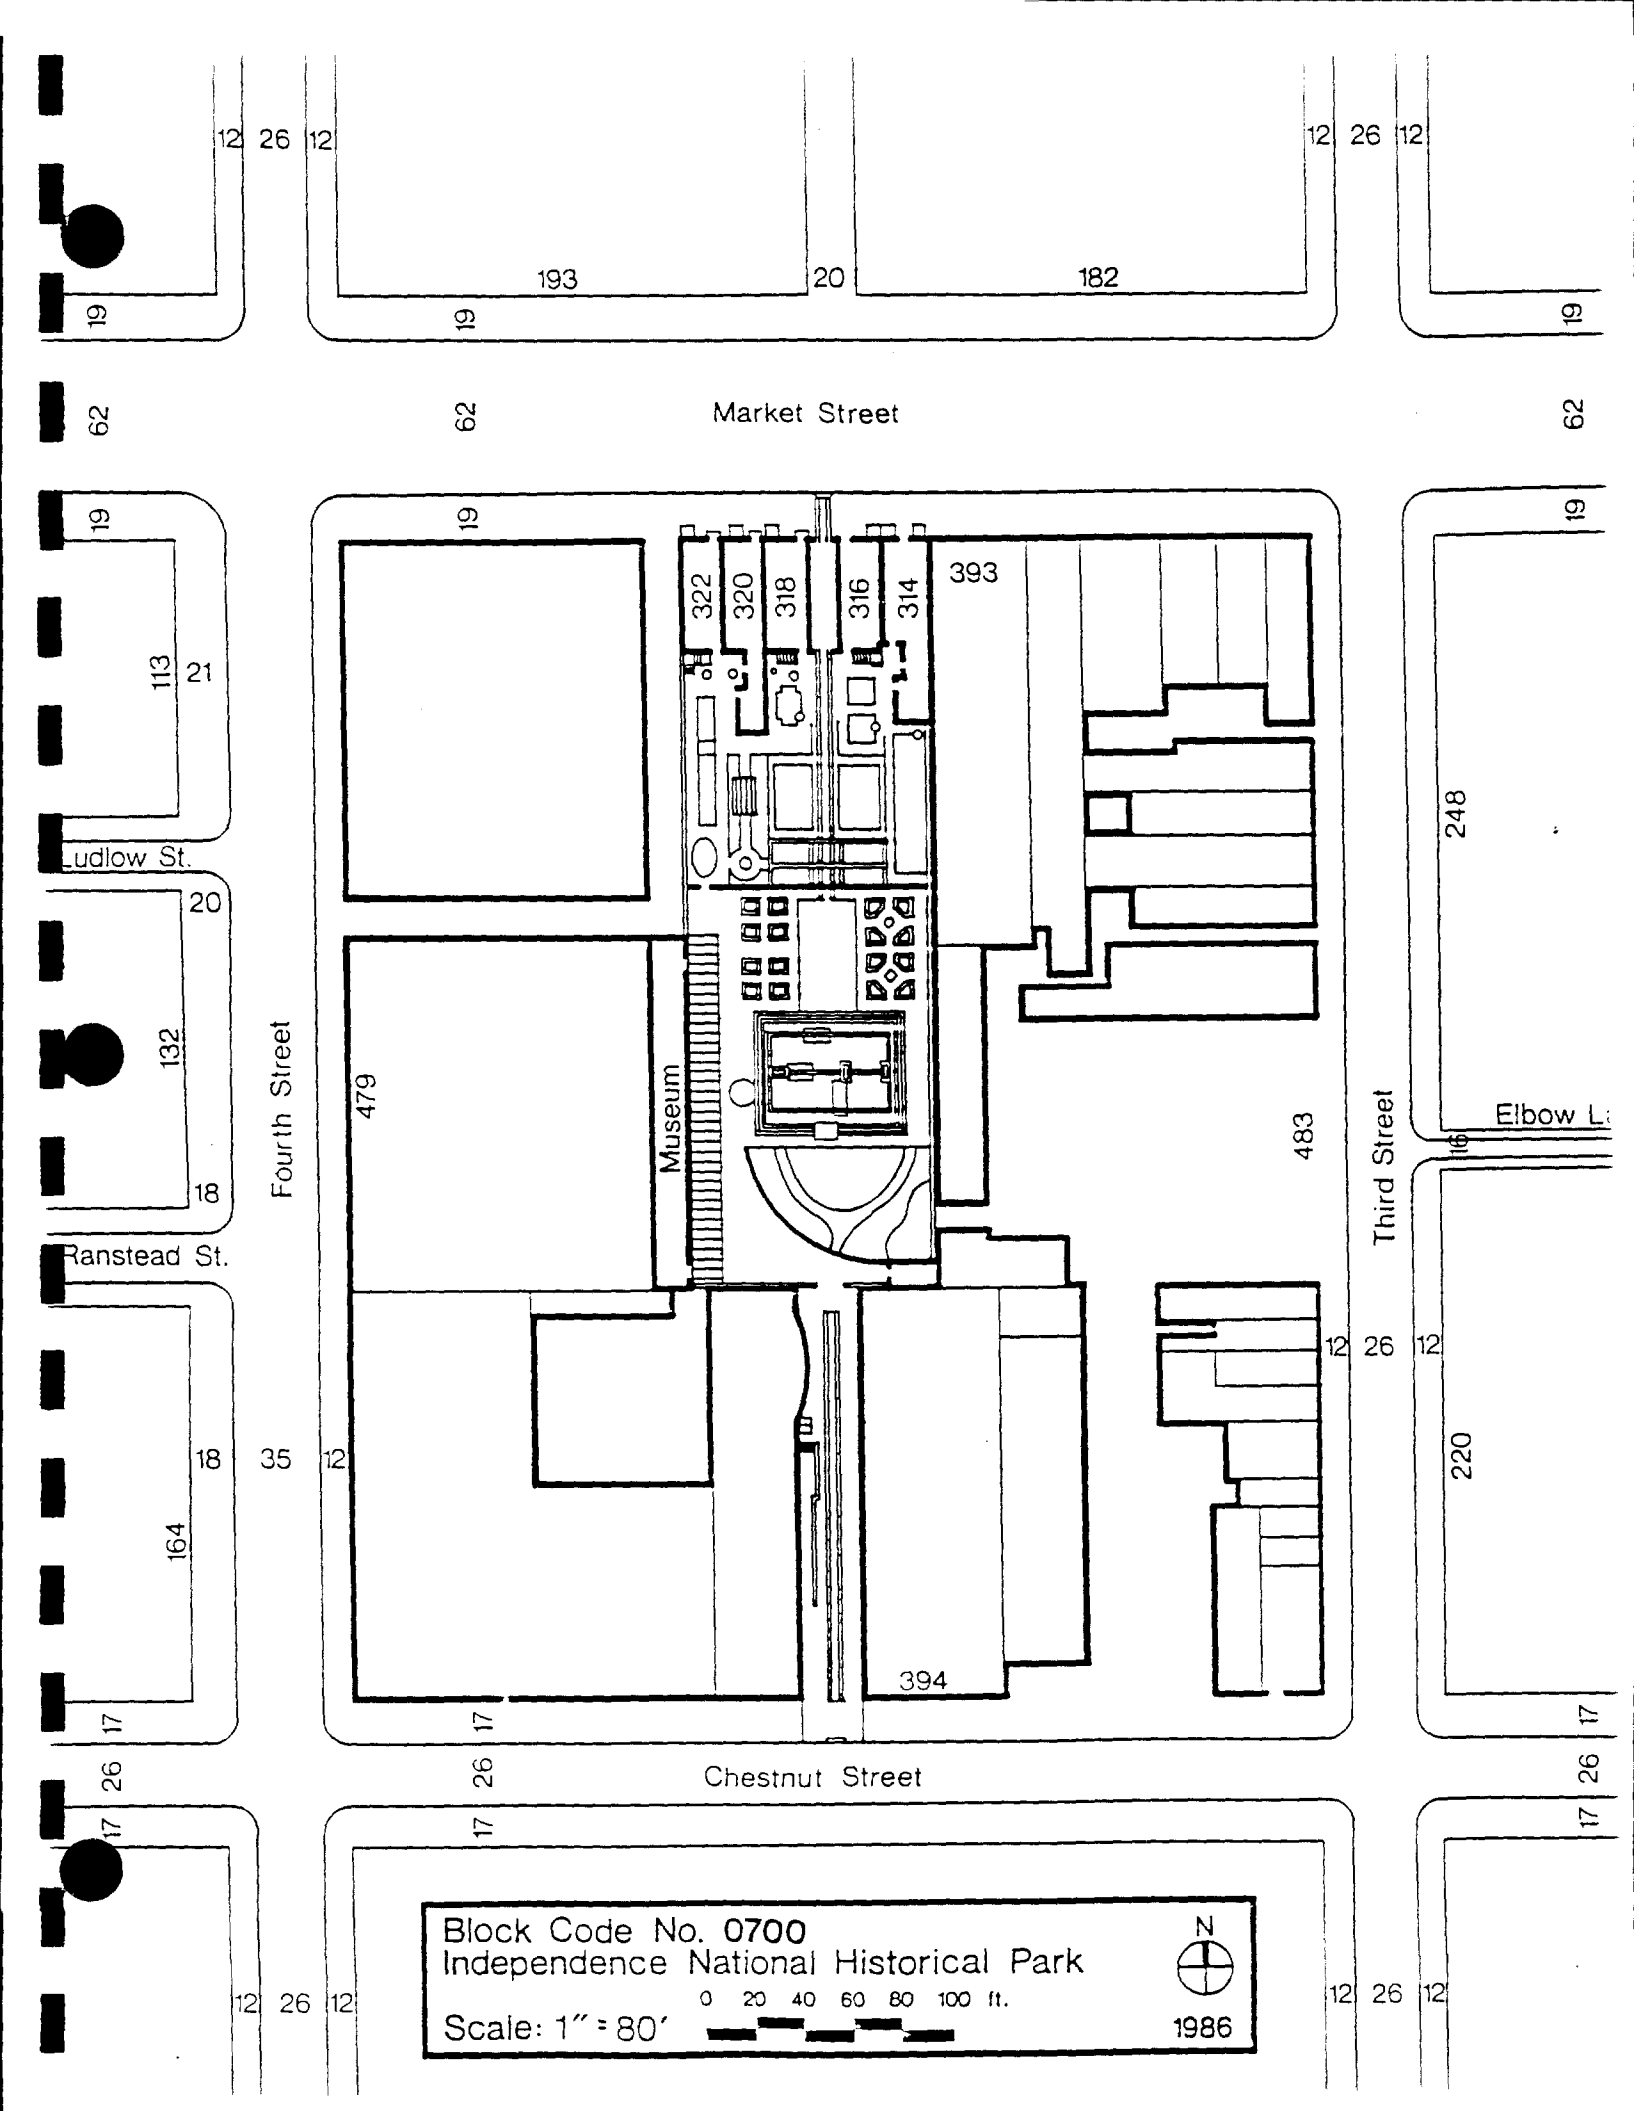 12 26 12
12 26 12
193 20 182
19
19
19
62
62
Market Street
62
19
19
19
322
320
318
316
314
393
113
21
248
Ludlow St.
20
132
Fourth Street
479
Museum
483
Third Street
Elbow
16
18
Ranstead St.
12 26 12
18 35 12
220
164
394
17
17
17
26
26
Chestnut Street
26
17
17
17
Block Code No. 0700
Independence National Historical Park
N
0 20 40 60 80 100 ft.
Scale: 1" = 80'
1986
12 26 12
12 26 12